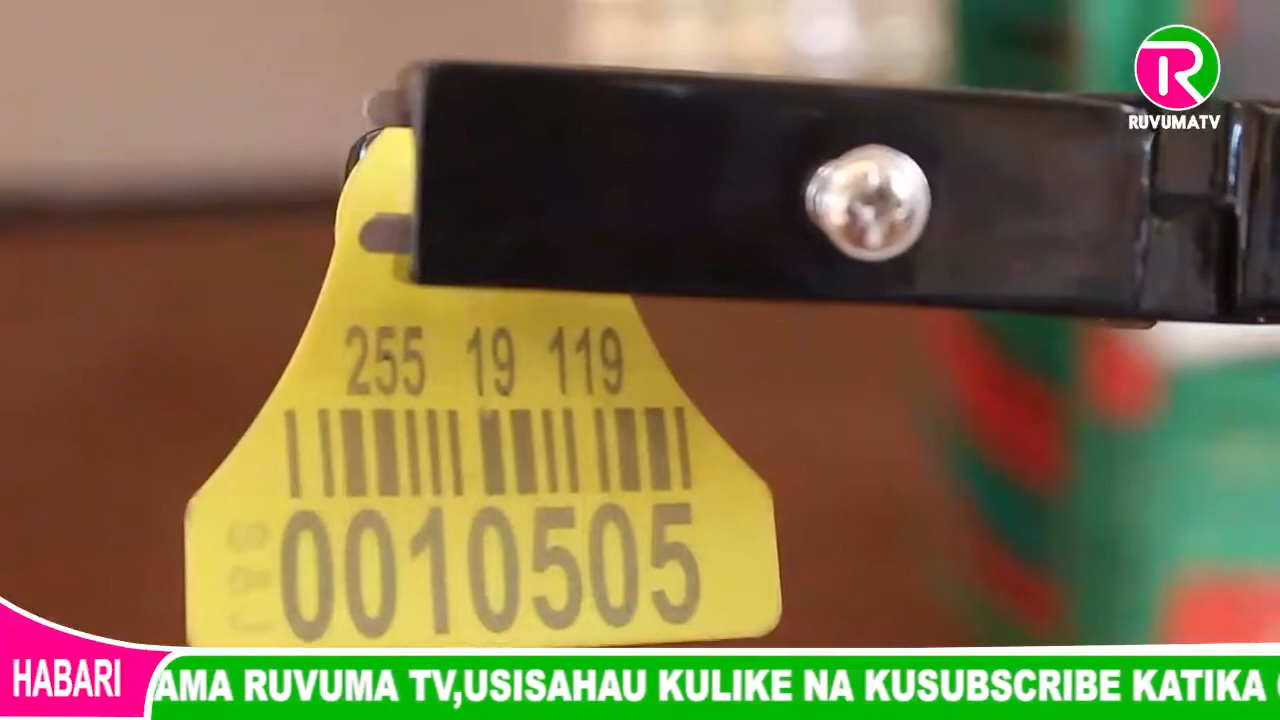 RUVUMATV
255 19 119
0010505
HABARI
AMA RUVUMA TV,USISAHAU KULIKE NA KUSUBSCRIBE KATIKA